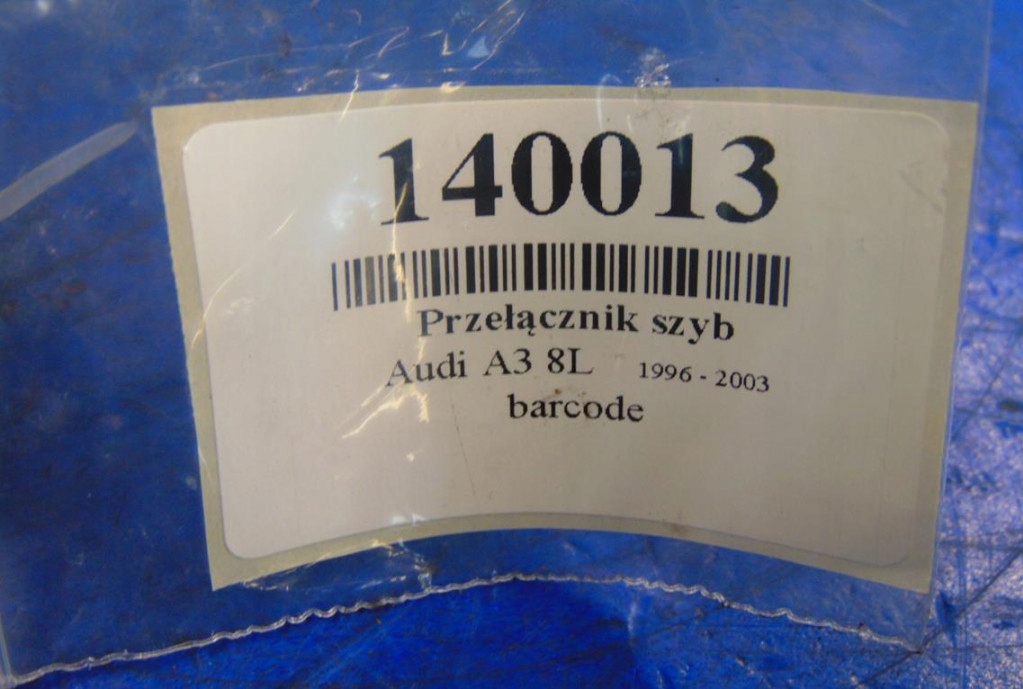 140013
Przełącznik szyb
Audi A3 8L 1996 - 2003
barcode